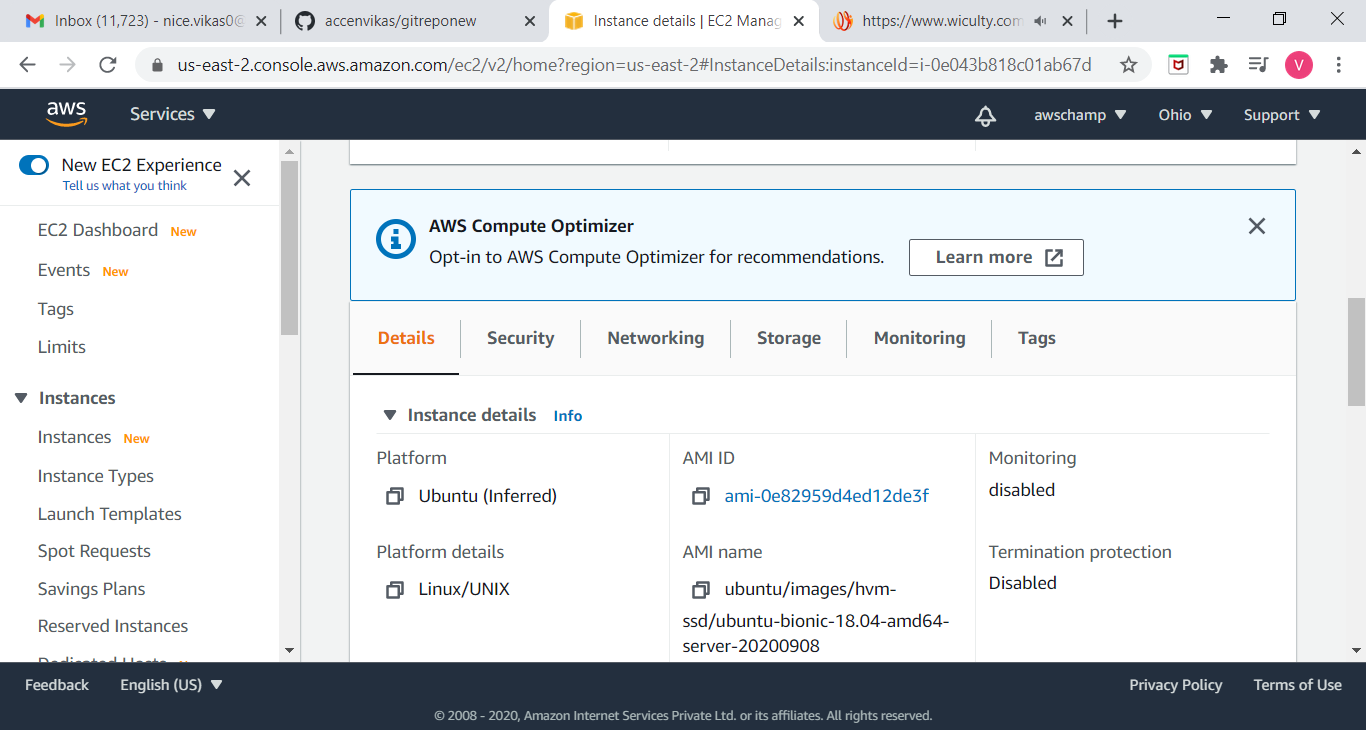 Inbox (11,723) - nice.vikas0@
accenvikas/gitreponew
Instance details | EC2 Manag
https://www.wiculty.com
us-east-2.console.aws.amazon.com/ec2/v2/home?region=us-east-2#InstanceDetails:instanceId=i-0e043b818c01ab67d
V
aws
Services
awschamp
Ohio
Support
New EC2 Experience
Tell us what you think
EC2 Dashboard New
Events New
Tags
Limits
Instances
Instances New
Instance Types
Launch Templates
Spot Requests
Savings Plans
Reserved Instances
Dedicated Hosts
AWS Compute Optimizer
Opt-in to AWS Compute Optimizer for recommendations.
Learn more
Details
Security
Networking
Storage
Monitoring
Tags
Instance details Info
Platform
Ubuntu (Inferred)
AMI ID
ami-0e82959d4ed12de3f
Monitoring
disabled
Platform details
Linux/UNIX
AMI name
ubuntu/images/hvm-
ssd/ubuntu-bionic-18.04-amd64-
server-20200908
Termination protection
Disabled
Feedback
English (US)
Privacy Policy
Terms of Use
© 2008 - 2020, Amazon Internet Services Private Ltd. or its affiliates. All rights reserved.